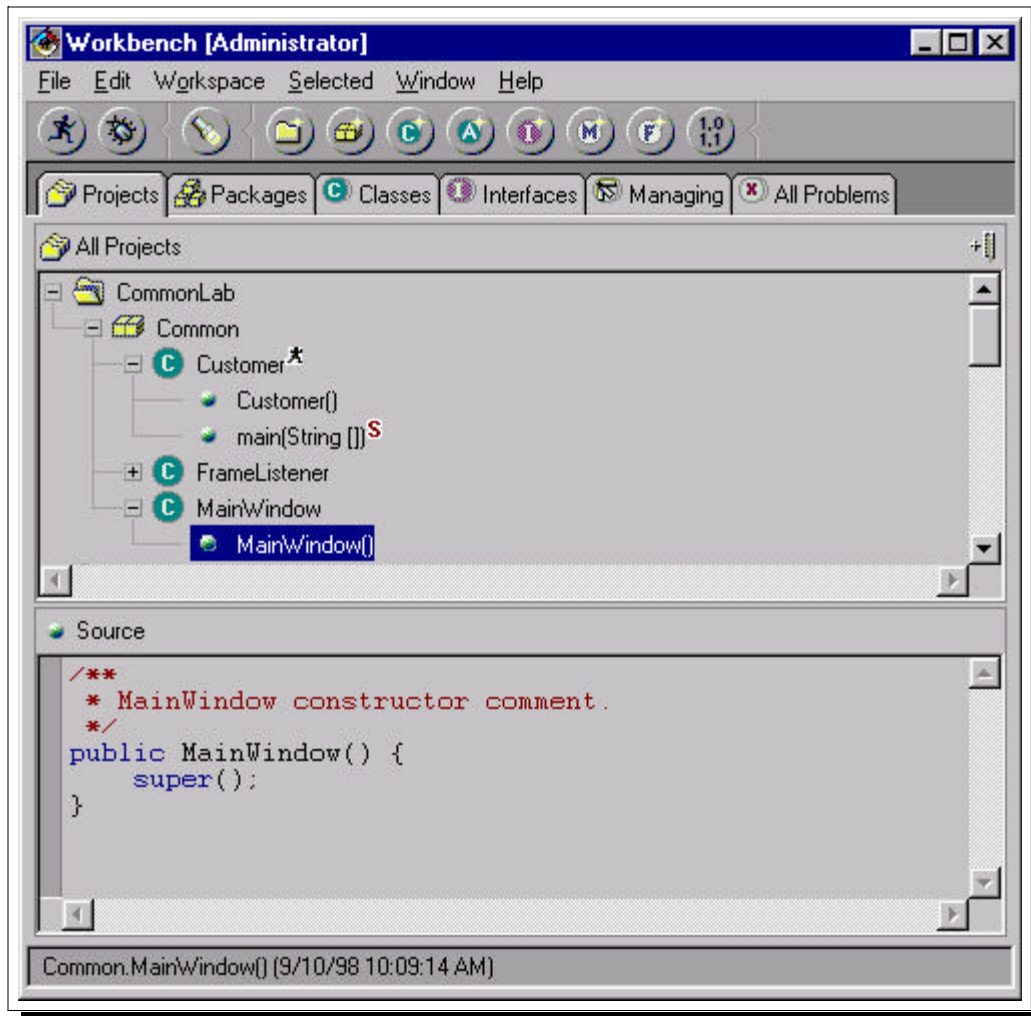 Workbench [Administrator]
File Edit Workspace Selected Window Help
C A I M F 1.0 1.1
Projects Packages C Classes I Interfaces Managing X All Problems
All Projects
CommonLab
Common
C Customer
Customer()
main(String [])S
C FrameListener
C MainWindow
MainWindow()
Source
/**
* MainWindow constructor comment.
*/
public MainWindow() {
super();
}
Common.MainWindow() (9/10/98 10:09:14 AM)